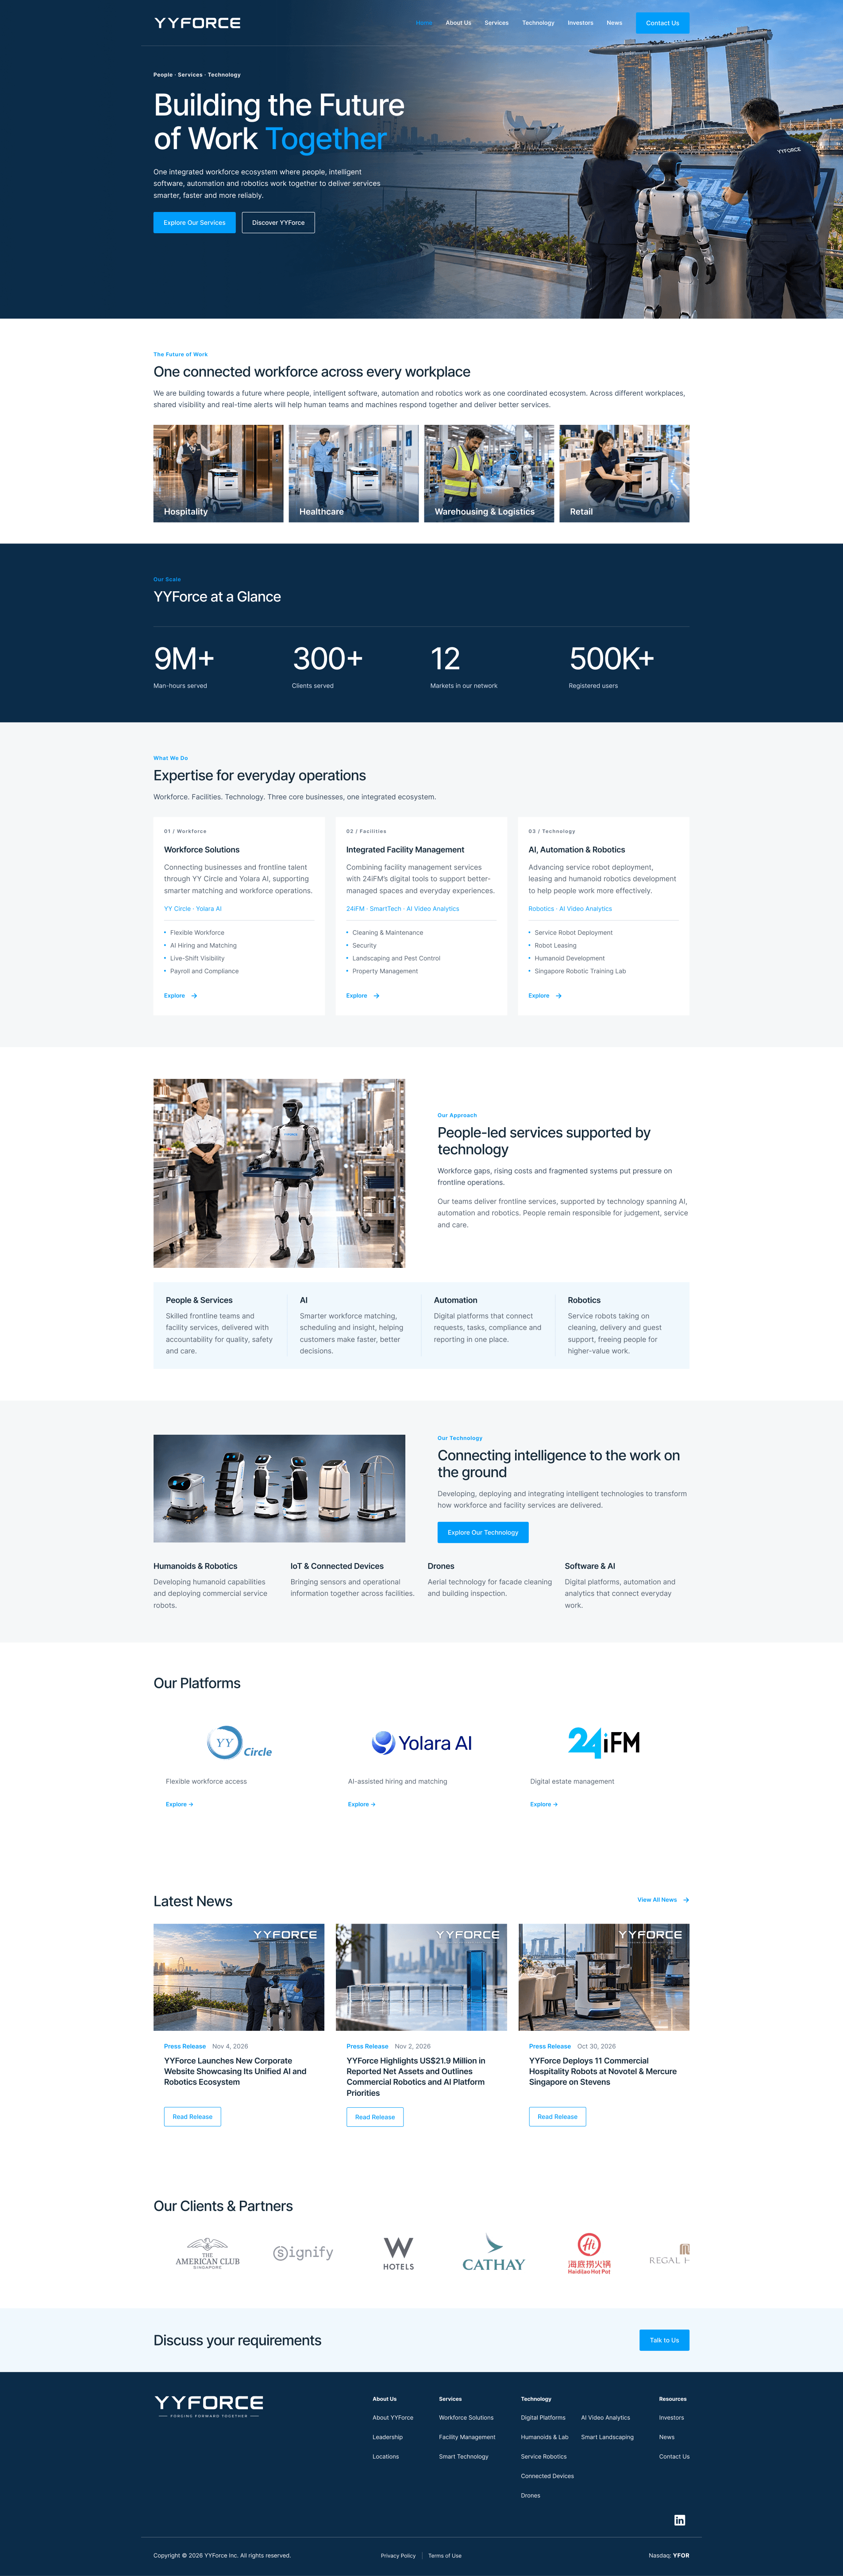 YYFORCE
Home About Us Services Technology Investors News Contact Us
People · Services · Technology
Building the Future
of Work Together
One integrated workforce ecosystem where people, intelligent
software, automation and robotics work together to deliver services
smarter, faster and more reliably.
Explore Our Services Discover YYForce
YYFORCE
The Future of Work
One connected workforce across every workplace
We are building towards a future where people, intelligent software, automation and robotics work as one coordinated ecosystem. Across different workplaces,
shared visibility and real-time alerts will help human teams and machines respond together and deliver better services.
Hospitality Healthcare Warehousing & Logistics Retail
Our Scale
YYForce at a Glance
9M+ 300+ 12 500K+
Man-hours served Clients served Markets in our network Registered users
What We Do
Expertise for everyday operations
Workforce. Facilities. Technology. Three core businesses, one integrated ecosystem.
01 / Workforce
Workforce Solutions
Connecting businesses and frontline talent
through YY Circle and Yolara AI, supporting
smarter matching and workforce operations.
YY Circle · Yolara AI
• Flexible Workforce
• AI Hiring and Matching
• Live-Shift Visibility
• Payroll and Compliance
Explore →
02 / Facilities
Integrated Facility Management
Combining facility management services
with 24iFM's digital tools to support better-
managed spaces and everyday experiences.
24iFM · SmartTech · AI Video Analytics
• Cleaning & Maintenance
• Security
• Landscaping and Pest Control
• Property Management
Explore →
03 / Technology
AI, Automation & Robotics
Advancing service robot deployment,
leasing and humanoid robotics development
to help people work more effectively.
Robotics · AI Video Analytics
• Service Robot Deployment
• Robot Leasing
• Humanoid Development
• Singapore Robotic Training Lab
Explore →
Our Approach
People-led services supported by
technology
Workforce gaps, rising costs and fragmented systems put pressure on
frontline operations.
Our teams deliver frontline services, supported by technology spanning AI,
automation and robotics. People remain responsible for judgement, service
and care.
People & Services
Skilled frontline teams and
facility services, delivered with
accountability for quality, safety
and care.
AI
Smarter workforce matching,
scheduling and insight, helping
customers make faster, better
decisions.
Automation
Digital platforms that connect
requests, tasks, compliance and
reporting in one place.
Robotics
Service robots taking on
cleaning, delivery and guest
support, freeing people for
higher-value work.
Our Technology
Connecting intelligence to the work on
the ground
Developing, deploying and integrating intelligent technologies to transform
how workforce and facility services are delivered.
Explore Our Technology
Humanoids & Robotics
Developing humanoid capabilities
and deploying commercial service
robots.
IoT & Connected Devices
Bringing sensors and operational
information together across facilities.
Drones
Aerial technology for facade cleaning
and building inspection.
Software & AI
Digital platforms, automation and
analytics that connect everyday
work.
Our Platforms
YY Circle
Flexible workforce access
Explore →
Yolara AI
AI-assisted hiring and matching
Explore →
24iFM
Digital estate management
Explore →
Latest News
View All News →
YYFORCE
Press Release Nov 4, 2026
YYForce Launches New Corporate
Website Showcasing Its Unified AI and
Robotics Ecosystem
Read Release
YYFORCE
Press Release Nov 2, 2026
YYForce Highlights US$21.9 Million in
Reported Net Assets and Outlines
Commercial Robotics and AI Platform
Priorities
Read Release
YYFORCE
Press Release Oct 30, 2026
YYForce Deploys 11 Commercial
Hospitality Robots at Novotel & Mercure
Singapore on Stevens
Read Release
Our Clients & Partners
THE
AMERICAN CLUB
SINGAPORE
Signify
W
HOTELS
CATHAY
Hi
海底捞火锅
Haidilao Hot Pot
REGAL
Discuss your requirements
Talk to Us
YYFORCE
FORGING FORWARD TOGETHER
About Us
About YYForce
Leadership
Locations
Services
Workforce Solutions
Facility Management
Smart Technology
Technology
Digital Platforms
Humanoids & Lab
Service Robotics
Connected Devices
Drones
AI Video Analytics
Smart Landscaping
Resources
Investors
News
Contact Us
in
Copyright © 2026 YYForce Inc. All rights reserved.
Privacy Policy | Terms of Use
Nasdaq: YFOR